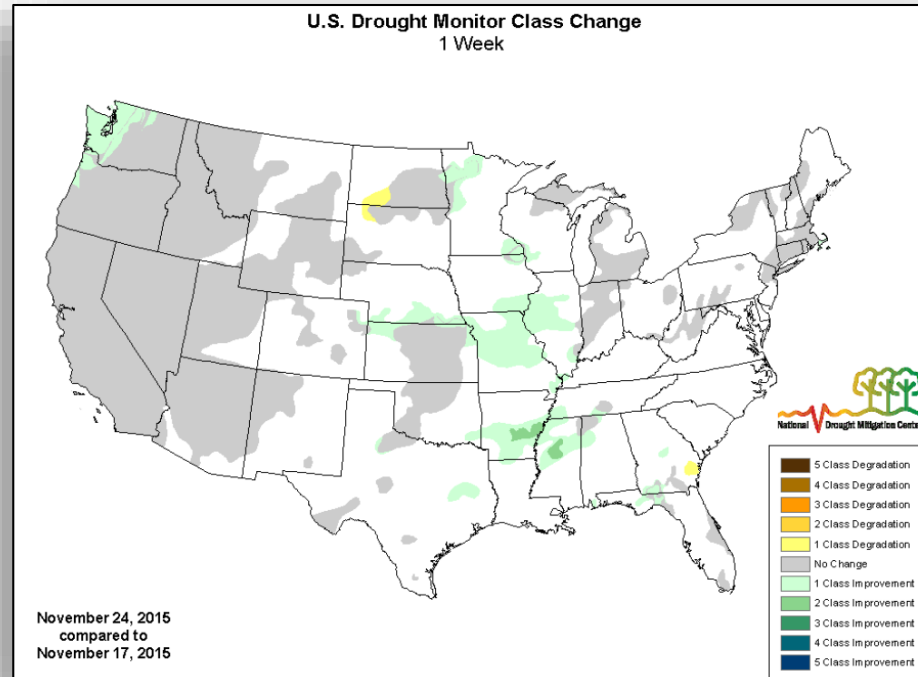 U.S. Drought Monitor Class Change
1 Week
National Drought Mitigation Cente
5 Class Degradation
4 Class Degradation
3 Class Degradation
2 Class Degradation
1 Class Degradation
No Change
1 Class Improvement
2 Class Improvement
3 Class Improvement
4 Class Improvement
5 Class Improvement
November 24, 2015
compared to
November 17, 2015